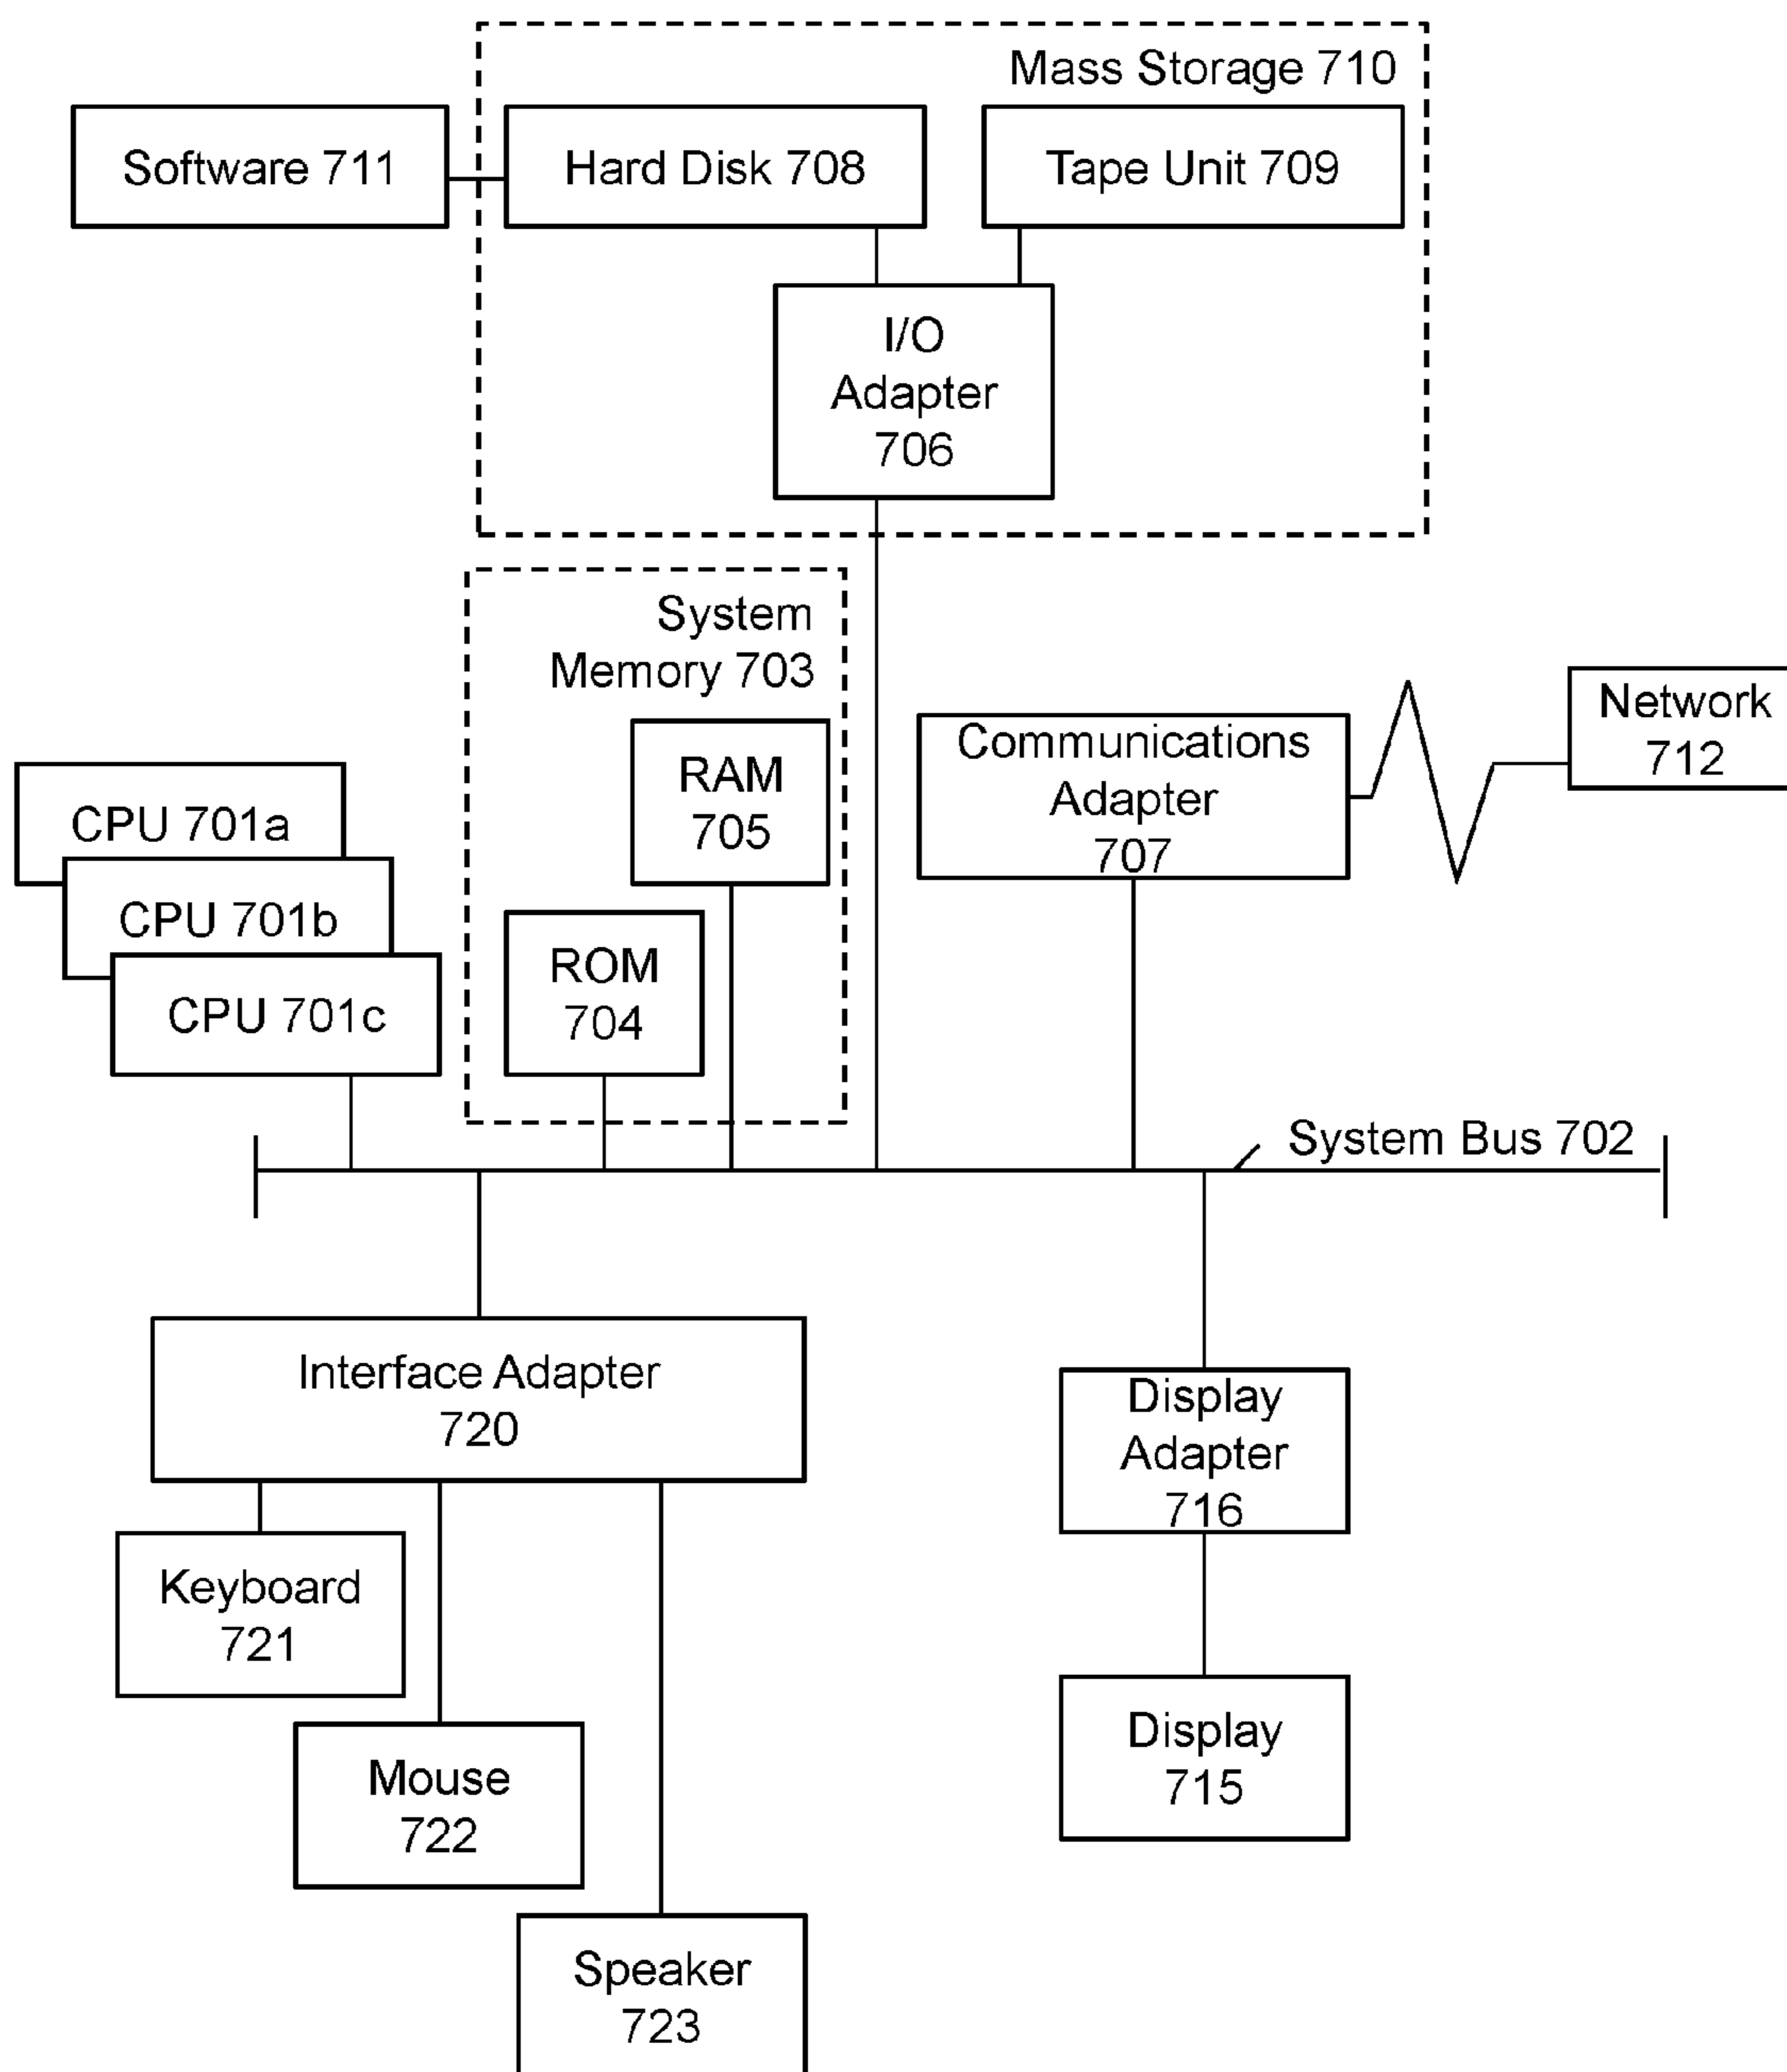 Mass Storage 710
Software 711
Hard Disk 708
Tape Unit 709
I/O
Adapter
706
System
Memory 703
RAM
705
ROM
704
Communications
Adapter
707
Network
712
CPU 701a
CPU 701b
CPU 701c
System Bus 702
Interface Adapter
720
Display
Adapter
716
Keyboard
721
Mouse
722
Speaker
723
Display
715